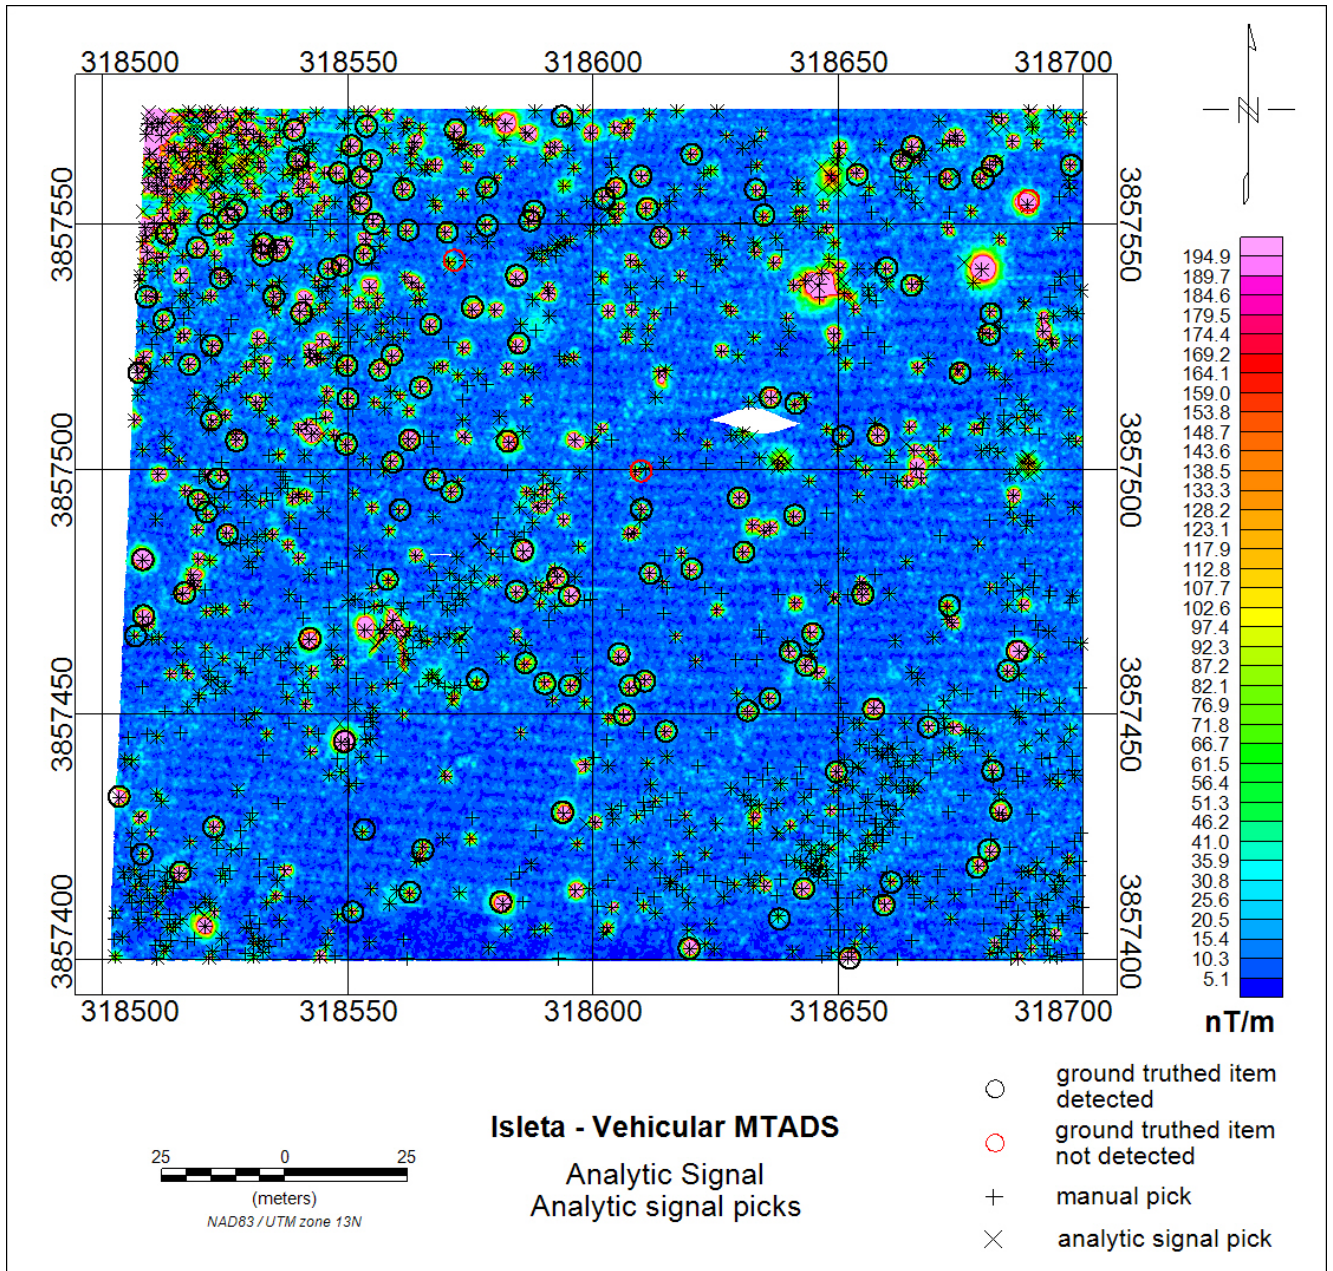 318500 318550 318600 318650 318700
3857550
3857500
3857450
3857400
3857550
3857500
3857450
3857400
318500 318550 318600 318650 318700
N
194.9
189.7
184.6
179.5
174.4
169.2
164.1
159.0
153.8
148.7
143.6
138.5
133.3
128.2
123.1
117.9
112.8
107.7
102.6
97.4
92.3
87.2
82.1
76.9
71.8
66.7
61.5
56.4
51.3
46.2
41.0
35.9
30.8
25.6
20.5
15.4
10.3
5.1
nT/m
ground truthed item
detected
ground truthed item
not detected
manual pick
analytic signal pick
Isleta - Vehicular MTADS
Analytic Signal
Analytic signal picks
25 0 25
(meters)
NAD83 / UTM zone 13N